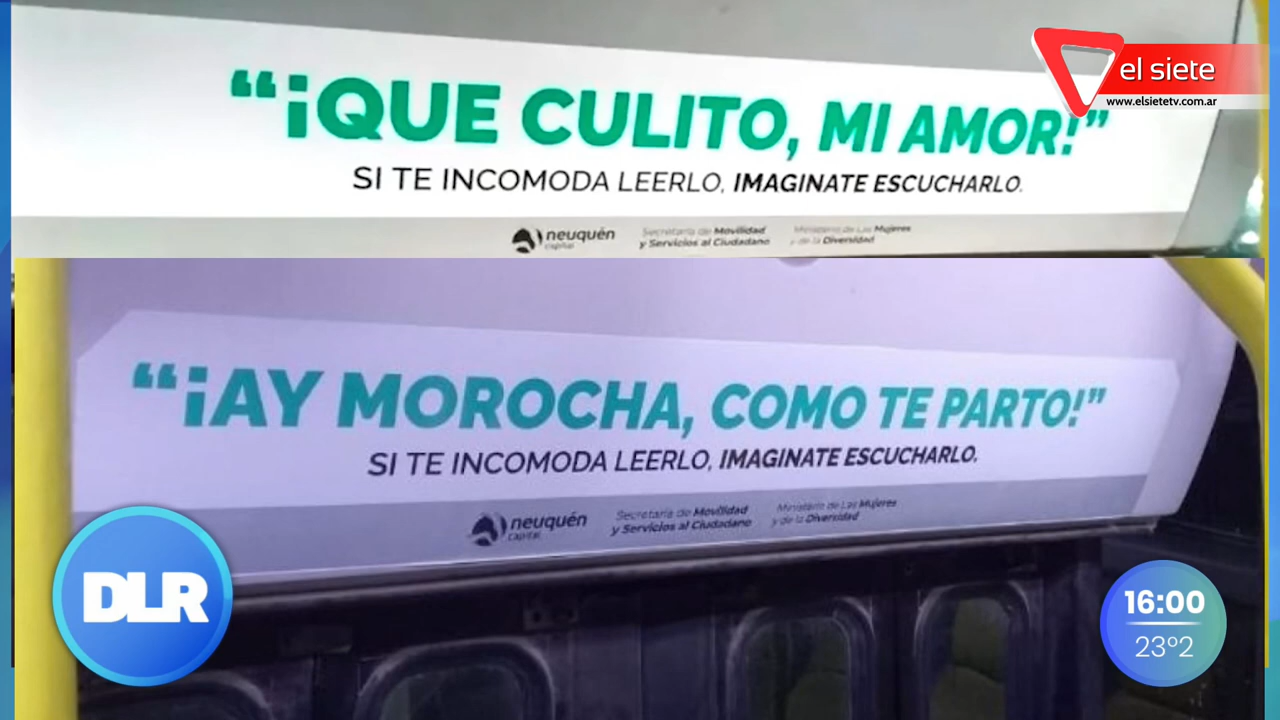 el siete
www.elsietetv.com.ar
“¡QUE CULITO, MI AMOR!”
SI TE INCOMODA LEERLO, IMAGINATE ESCUCHARLO.
neuquén
capital
Secretaría de Movilidad
y Servicios al Ciudadano
Ministerio de Las Mujeres
y de la Diversidad
“¡AY MOROCHA, COMO TE PARTO!”
SI TE INCOMODA LEERLO, IMAGINATE ESCUCHARLO.
neuquén
capital
Secretaría de Movilidad
y Servicios al Ciudadano
Ministerio de Las Mujeres
y de la Diversidad
DLR
16:00
23º2